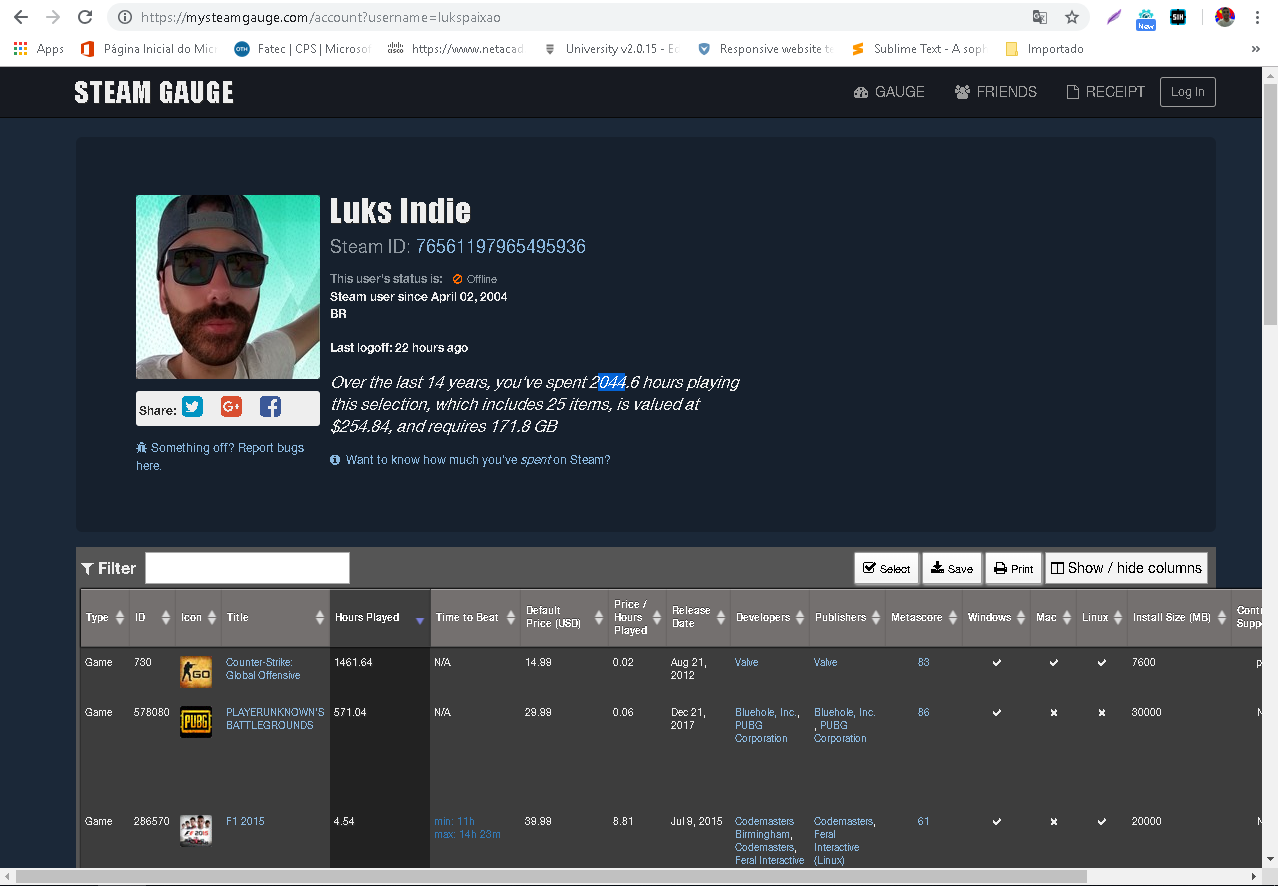 https://mysteamgauge.com/account?username=lukspaixao
Apps Página Inicial do Mic Fatec | CPS | Microsof https://www.netacad University v2.0.15 - Ec Responsive website te Sublime Text - A soph Importado
STEAM GAUGE GAUGE FRIENDS RECEIPT Log In
Luks Indie
Steam ID: 76561197965495936
This user's status is: Offline
Steam user since April 02, 2004
BR
Last logoff: 22 hours ago
Over the last 14 years, you've spent 2044.6 hours playing
this selection, which includes 25 items, is valued at
$254.84, and requires 171.8 GB
Want to know how much you've spent on Steam?
Share:
Something off? Report bugs
here.
Filter Select Save Print Show / hide columns
Type ID Icon Title Hours Played Time to Beat Default Price (USD) Price / Hours Played Release Date Developers Publishers Metascore Windows Mac Linux Install Size (MB) Cont Supp
Game 730 GO Counter-Strike: Global Offensive 1461.64 N/A 14.99 0.02 Aug 21, 2012 Valve Valve 83 7600 p
Game 578080 PUBG PLAYERUNKNOWN'S BATTLEGROUNDS 571.04 N/A 29.99 0.06 Dec 21, 2017 Bluehole, Inc., PUBG Corporation Bluehole, Inc. , PUBG Corporation 86 30000 N
Game 286570 F1 2015 4.54 min: 11h max: 14h 23m 39.99 8.81 Jul 9, 2015 Codemasters Birmingham, Codemasters, Feral Interactive Codemasters, Feral Interactive (Linux) 61 20000 N